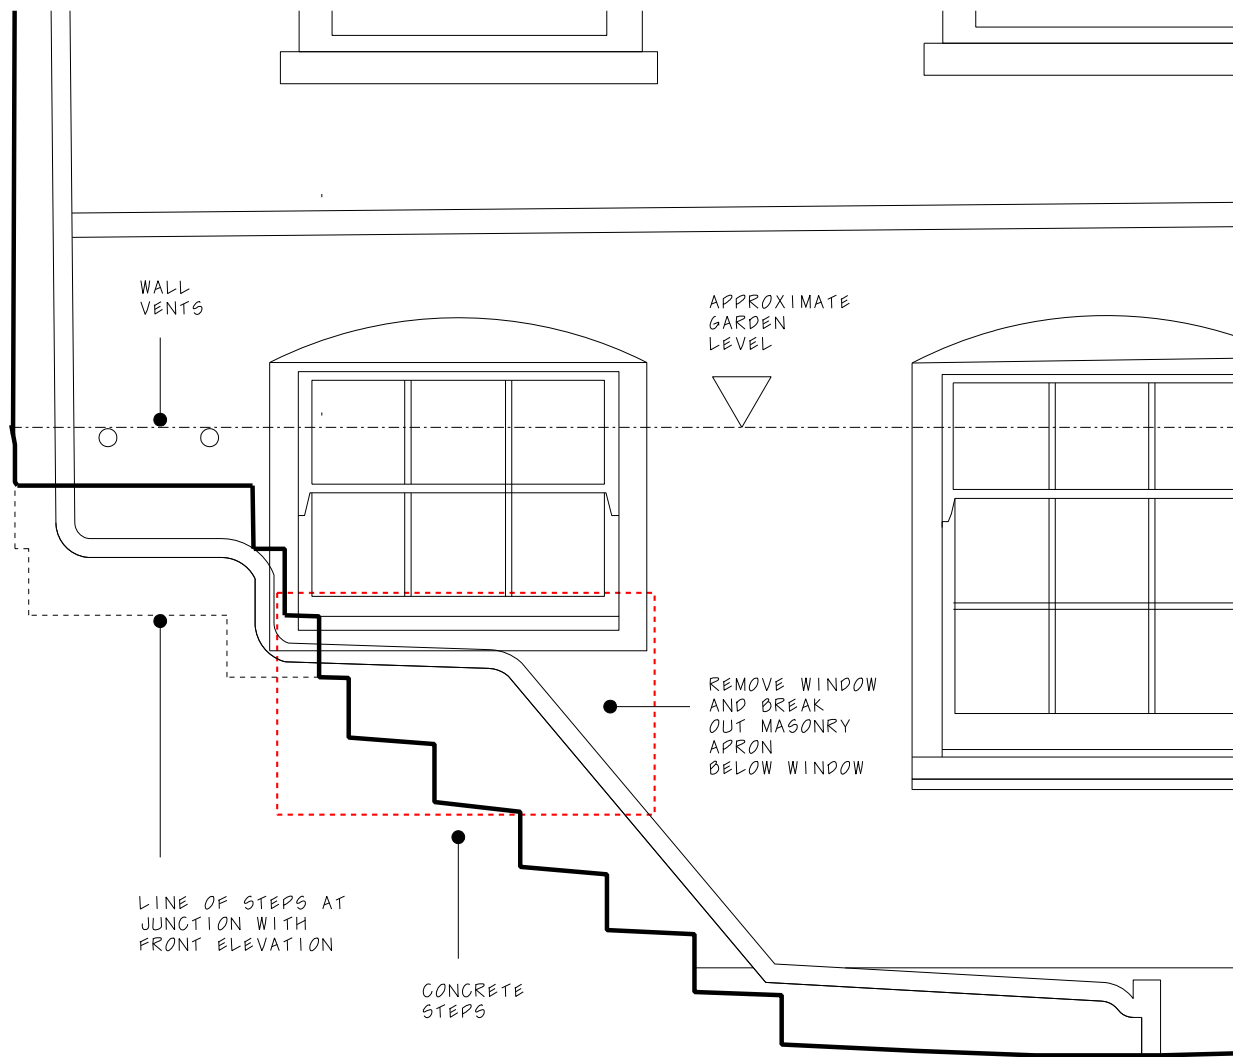 WALL
VENTS
APPROXIMATE
GARDEN
LEVEL
REMOVE WINDOW
AND BREAK
OUT MASONRY
APRON
BELOW WINDOW
LINE OF STEPS AT
JUNCTION WITH
FRONT ELEVATION
CONCRETE
STEPS